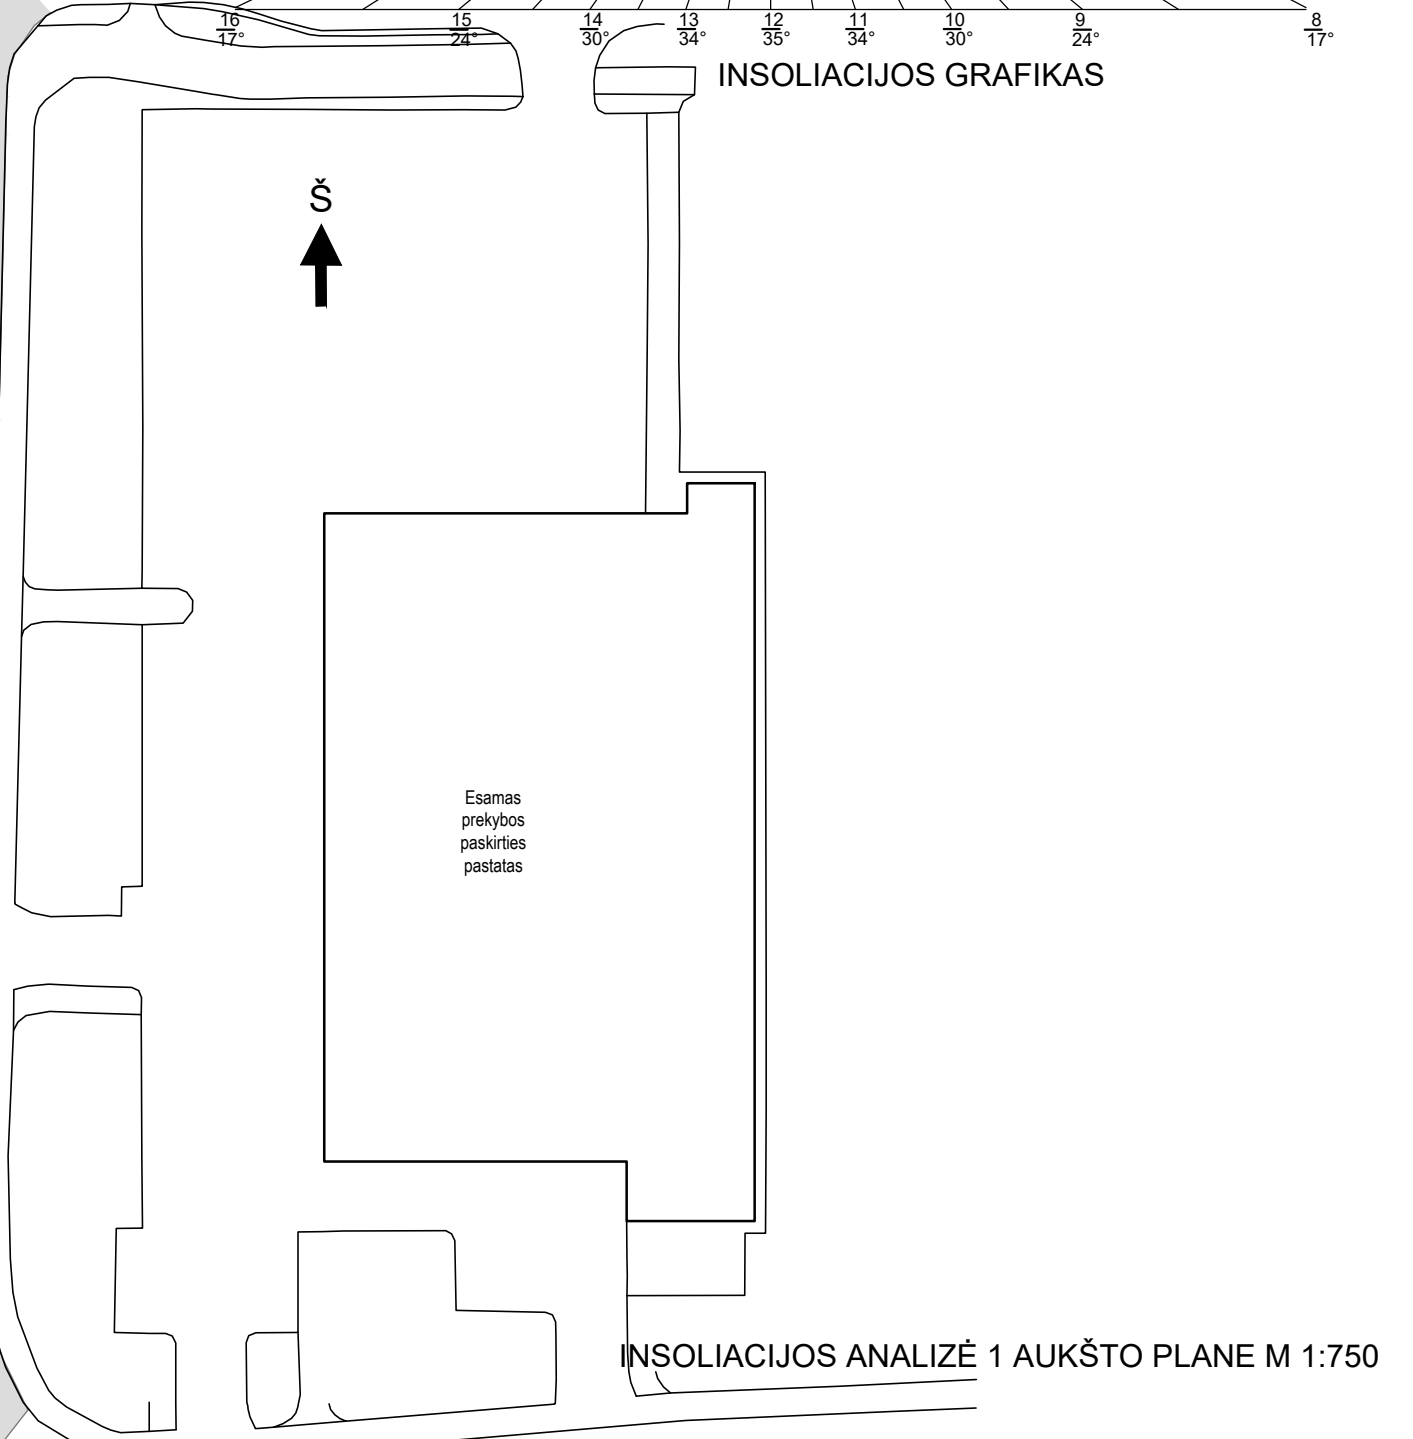 16 15 14 13 12 11 10 9 8
17° 24° 30° 34° 35° 34° 30° 24° 17°
INSOLIACIJOS GRAFIKAS
Š
Esamas
prekybos
paskirties
pastatas
INSOLIACIJOS ANALIZĖ 1 AUKŠTO PLANE M 1:750